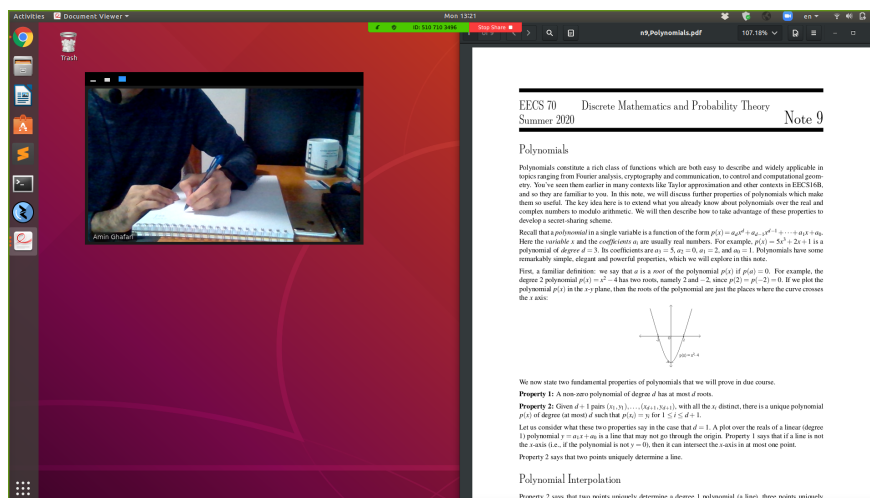 Activities
Document Viewer ▾
Mon 13:21
en ▾
ID: 510 710 3496
Stop Share
Trash
Amin Ghafari
n9,Polynomials.pdf
107.18%
EECS 70 Discrete Mathematics and Probability Theory
Summer 2020 Note 9
Polynomials
Polynomials constitute a rich class of functions which are both easy to describe and widely applicable in
topics ranging from Fourier analysis, cryptography and communication, to control and computational geom-
etry. You've seen them earlier in many contexts like Taylor approximation and other contexts in EECS16B,
and so they are familiar to you. In this note, we will discuss further properties of polynomials which make
them so useful. The key idea here is to extend what you already know about polynomials over the real and
complex numbers to modulo arithmetic. We will then describe how to take advantage of these properties to
develop a secret-sharing scheme.
Recall that a polynomial in a single variable is a function of the form p(x) = a_d x^d + a_{d−1} x^{d−1} + ··· + a_1 x + a_0.
Here the variable x and the coefficients a_i are usually real numbers. For example, p(x) = 5x^3 + 2x + 1 is a
polynomial of degree d = 3. Its coefficients are a_3 = 5, a_2 = 0, a_1 = 2, and a_0 = 1. Polynomials have some
remarkably simple, elegant and powerful properties, which we will explore in this note.
First, a familiar definition: we say that a is a root of the polynomial p(x) if p(a) = 0. For example, the
degree 2 polynomial p(x) = x^2 − 4 has two roots, namely 2 and −2, since p(2) = p(−2) = 0. If we plot the
polynomial p(x) in the x-y plane, then the roots of the polynomial are just the places where the curve crosses
the x axis:
We now state two fundamental properties of polynomials that we will prove in due course.
Property 1: A non-zero polynomial of degree d has at most d roots.
Property 2: Given d + 1 pairs (x_1, y_1), ..., (x_{d+1}, y_{d+1}), with all the x_i distinct, there is a unique polynomial
p(x) of degree (at most) d such that p(x_i) = y_i for 1 ≤ i ≤ d + 1.
Let us consider what these two properties say in the case that d = 1. A plot over the reals of a linear (degree
1) polynomial y = a_1 x + a_0 is a line that may not go through the origin. Property 1 says that if a line is not
the x-axis (i.e., if the polynomial is not y = 0), then it can intersect the x-axis in at most one point.
Property 2 says that two points uniquely determine a line.
Polynomial Interpolation
Property 2 says that two points uniquely determine a degree 1 polynomial (a line), three points uniquely